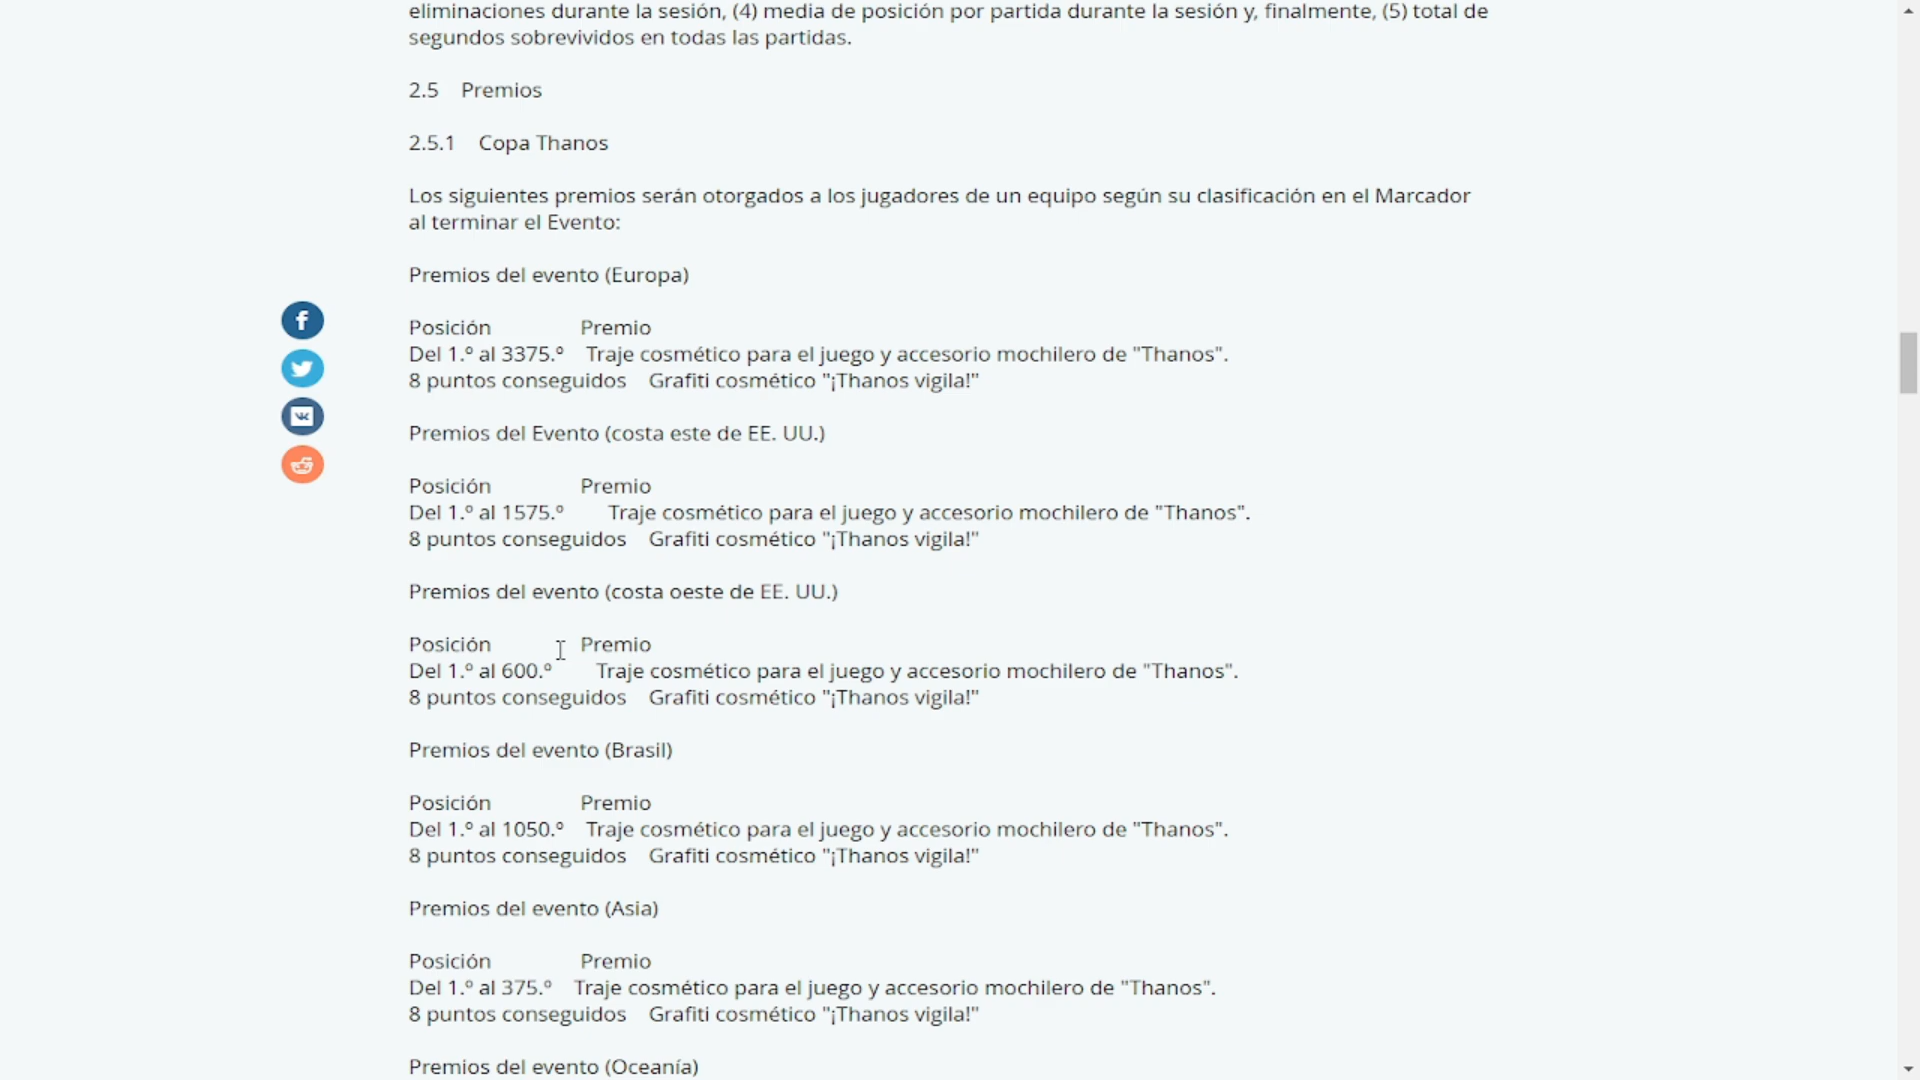 eliminaciones durante la sesión, (4) media de posición por partida durante la sesión y, finalmente, (5) total de
segundos sobrevividos en todas las partidas.
2.5 Premios
2.5.1 Copa Thanos
Los siguientes premios serán otorgados a los jugadores de un equipo según su clasificación en el Marcador
al terminar el Evento:
Premios del evento (Europa)
Posición Premio
Del 1.º al 3375.º Traje cosmético para el juego y accesorio mochilero de "Thanos".
8 puntos conseguidos Grafiti cosmético "¡Thanos vigila!"
Premios del Evento (costa este de EE. UU.)
Posición Premio
Del 1.º al 1575.º Traje cosmético para el juego y accesorio mochilero de "Thanos".
8 puntos conseguidos Grafiti cosmético "¡Thanos vigila!"
Premios del evento (costa oeste de EE. UU.)
Posición Premio
Del 1.º al 600.º Traje cosmético para el juego y accesorio mochilero de "Thanos".
8 puntos conseguidos Grafiti cosmético "¡Thanos vigila!"
Premios del evento (Brasil)
Posición Premio
Del 1.º al 1050.º Traje cosmético para el juego y accesorio mochilero de "Thanos".
8 puntos conseguidos Grafiti cosmético "¡Thanos vigila!"
Premios del evento (Asia)
Posición Premio
Del 1.º al 375.º Traje cosmético para el juego y accesorio mochilero de "Thanos".
8 puntos conseguidos Grafiti cosmético "¡Thanos vigila!"
Premios del evento (Oceanía)